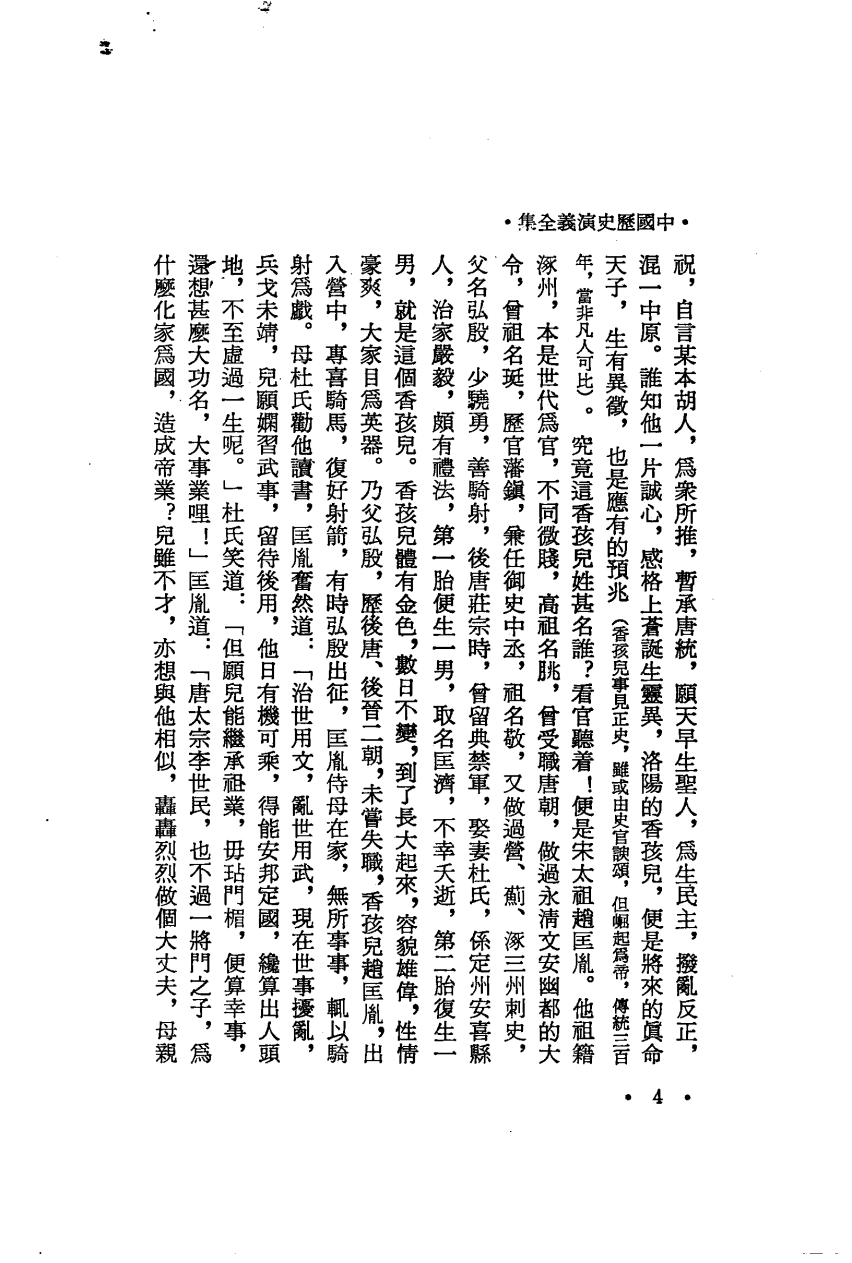 •集全義演史歷國中•
祝，自言某本胡人，爲衆所推，暫承唐統，願天早生聖人，爲生民主，撥亂反正，
混一中原。誰知他一片誠心，感格上蒼誕生靈異，洛陽的香孩兒，便是將來的眞命
天子，生有異徵，也是應有的預兆（香孩兒事見正史，雖或由史官諛頌，但崛起爲帝，傳統三百
年，當非凡人可比）。究竟這香孩兒姓甚名誰？看官聽着！便是宋太祖趙匡胤。他祖籍
涿州，本是世代爲官，不同微賤，高祖名脁，曾受職唐朝，做過永淸文安幽都的大
令，曾祖名珽，歷官藩鎮，兼任御史中丞，祖名敬，又做過營、薊、涿三州刺史，
父名弘殷，少驍勇，善騎射，後唐莊宗時，曾留典禁軍，娶妻杜氏，係定州安喜縣
人，治家嚴毅，頗有禮法，第一胎便生一男，取名匡濟，不幸夭逝，第二胎復生一
男，就是這個香孩兒。香孩兒體有金色，數日不變，到了長大起來，容貌雄偉，性情
豪爽，大家目爲英器。乃父弘殷，歷後唐、後晉二朝，未嘗失職，香孩兒趙匡胤，出
入營中，專喜騎馬，復好射箭，有時弘殷出征，匡胤侍母在家，無所事事，輒以騎
射爲戲。母杜氏勸他讀書，匡胤奮然道：「治世用文，亂世用武，現在世事擾亂，
兵戈未靖，兒願嫻習武事，留待後用，他日有機可乘，得能安邦定國，纔算出人頭
地，不至虛過一生呢。」杜氏笑道：「但願兒能繼承祖業，毋玷門楣，便算幸事，
還想甚麼大功名，大事業哩！」匡胤道：「唐太宗李世民，也不過一將門之子，爲
什麼化家爲國，造成帝業？兒雖不才，亦想與他相似，轟轟烈烈做個大丈夫，母親
• 4 •